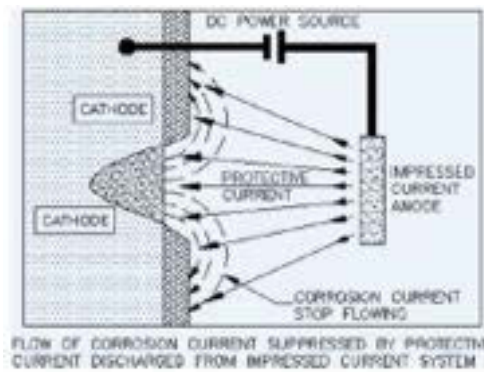 DC POWER SOURCE
CATHODE
CATHODE
PROTECTIVE
CURRENT
IMPRESSED
CURRENT
ANODE
CORROSION CURRENT
STOP FLOWING
FLOW OF CORROSION CURRENT SUPPRESSED BY PROTECTIV
CURRENT DISCHARGED FROM IMPRESSED CURRENT SYSTEM